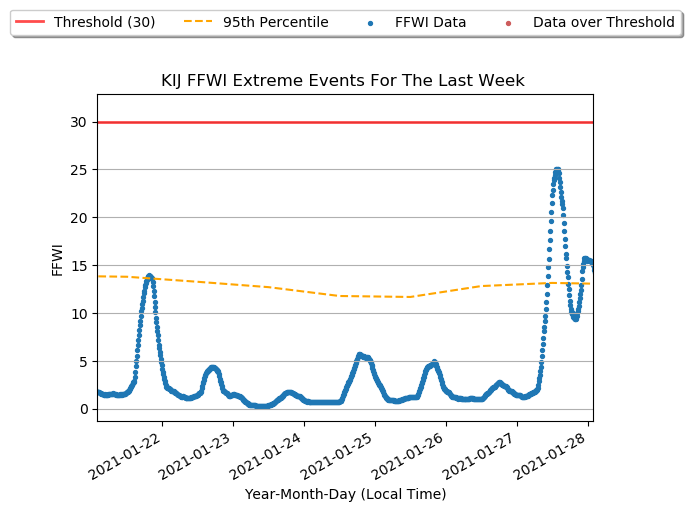 Threshold (30) 95th Percentile FFWI Data Data over Threshold
KIJ FFWI Extreme Events For The Last Week
30
25
20
15
10
5
0
FFWI
2021-01-22 2021-01-23 2021-01-24 2021-01-25 2021-01-26 2021-01-27 2021-01-28
Year-Month-Day (Local Time)